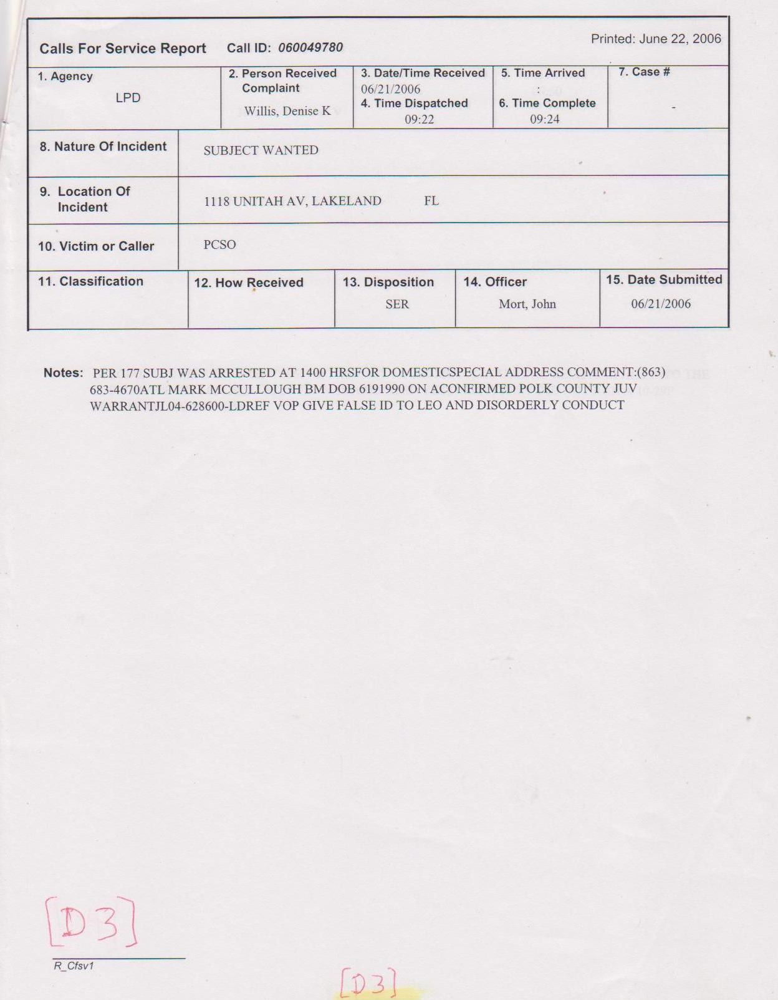 Printed: June 22, 2006
Calls For Service Report Call ID: 060049780
1. Agency
LPD
2. Person Received
Complaint
Willis, Denise K
3. Date/Time Received
06/21/2006
4. Time Dispatched
09:22
5. Time Arrived
:
6. Time Complete
09:24
7. Case #
-
8. Nature Of Incident
SUBJECT WANTED
9. Location Of
Incident
1118 UNITAH AV, LAKELAND FL
10. Victim or Caller
PCSO
11. Classification
12. How Received
13. Disposition
SER
14. Officer
Mort, John
15. Date Submitted
06/21/2006
Notes: PER 177 SUBJ WAS ARRESTED AT 1400 HRSFOR DOMESTICSPECIAL ADDRESS COMMENT:(863)
683-4670ATL MARK MCCULLOUGH BM DOB 6191990 ON ACONFIRMED POLK COUNTY JUV
WARRANTJL04-628600-LDREF VOP GIVE FALSE ID TO LEO AND DISORDERLY CONDUCT
[D3]
R_Cfsv1
[D3]